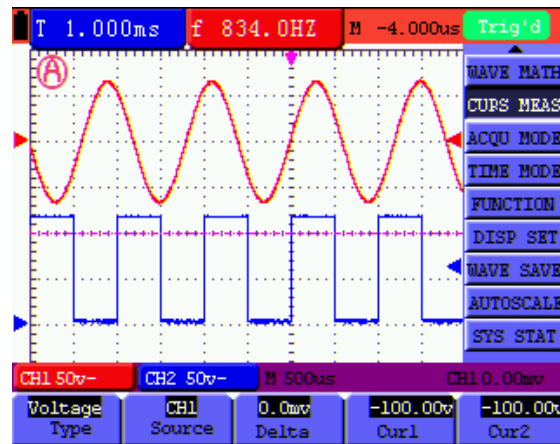 T 1.000ms f 834.0HZ M -4.000us Trig'd
A
WAVE MATH
CUPS MEAS
ACQU MODE
TIME MODE
FUNCTION
DISP SET
WAVE SAVE
AUTOSCALE
SYS STAT
CH1 50v- CH2 50v- M 500us CH1 0.00mv
Voltage CH1 0.0mv -100.00v -100.00v
Type Source Delta Cur1 Cur2